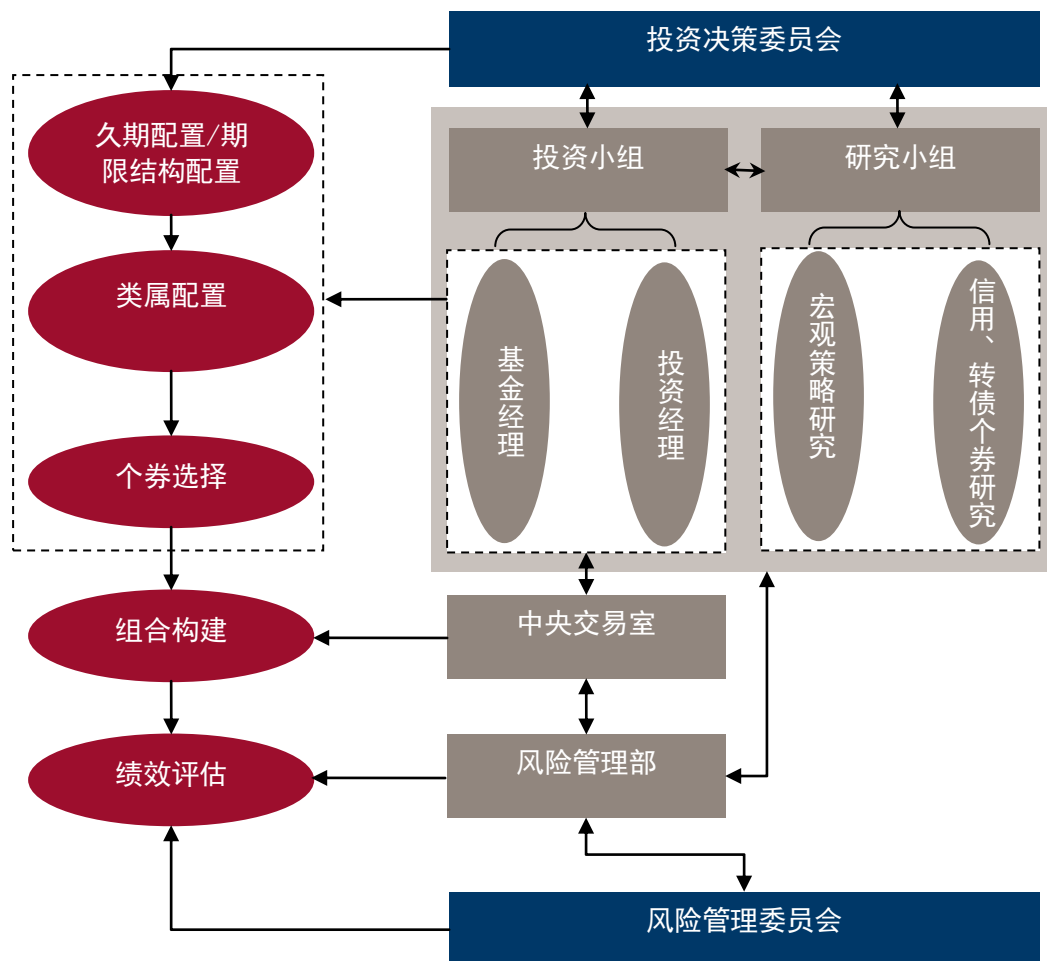 投资决策委员会
久期配置/期
限结构配置
类属配置
个券选择
组合构建
绩效评估
投资小组
研究小组
基金经理
投资经理
宏观策略研究
信用、转债个券研究
中央交易室
风险管理部
风险管理委员会